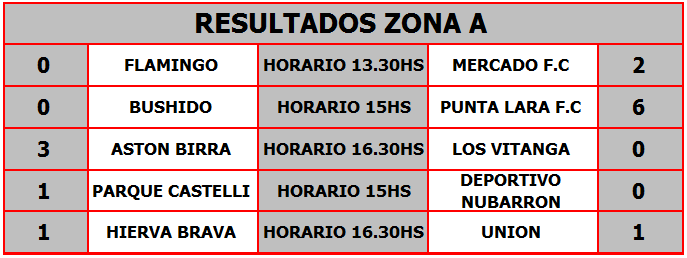 RESULTADOS ZONA A
0 FLAMINGO HORARIO 13.30HS MERCADO F.C 2
0 BUSHIDO HORARIO 15HS PUNTA LARA F.C 6
3 ASTON BIRRA HORARIO 16.30HS LOS VITANGA 0
1 PARQUE CASTELLI HORARIO 15HS DEPORTIVO NUBARRON 0
1 HIERVA BRAVA HORARIO 16.30HS UNION 1